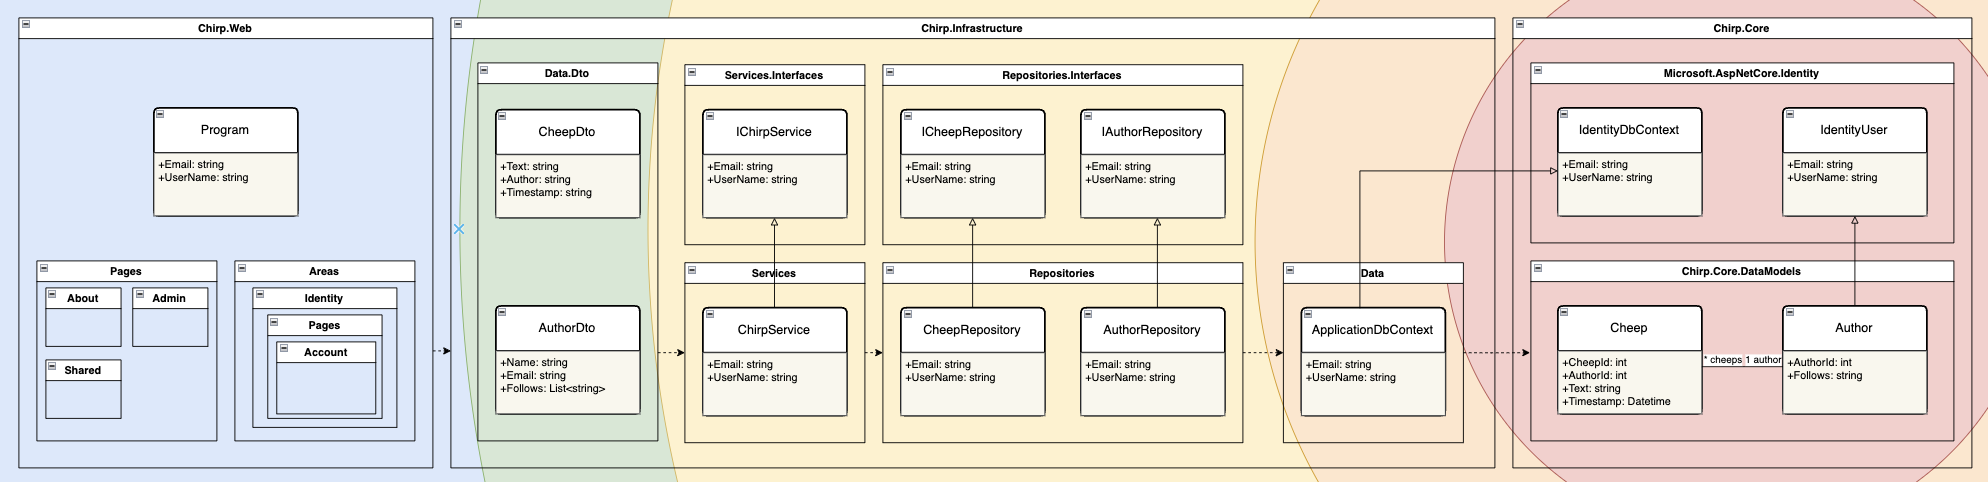 Chirp.Web
Program
+Email: string
+UserName: string
Pages
About
Admin
Shared
Areas
Identity
Pages
Account
Chirp.Infrastructure
Data.Dto
CheepDto
+Text: string
+Author: string
+Timestamp: string
AuthorDto
+Name: string
+Email: string
+Follows: List<string>
Services.Interfaces
IChirpService
+Email: string
+UserName: string
Services
ChirpService
+Email: string
+UserName: string
Repositories.Interfaces
ICheepRepository
+Email: string
+UserName: string
IAuthorRepository
+Email: string
+UserName: string
Repositories
CheepRepository
+Email: string
+UserName: string
AuthorRepository
+Email: string
+UserName: string
Data
ApplicationDbContext
+Email: string
+UserName: string
Chirp.Core
Microsoft.AspNetCore.Identity
IdentityDbContext
+Email: string
+UserName: string
IdentityUser
+Email: string
+UserName: string
Chirp.Core.DataModels
Cheep
+CheepId: int
+AuthorId: int
+Text: string
+Timestamp: Datetime
* cheeps 1 author
Author
+AuthorId: int
+Follows: string